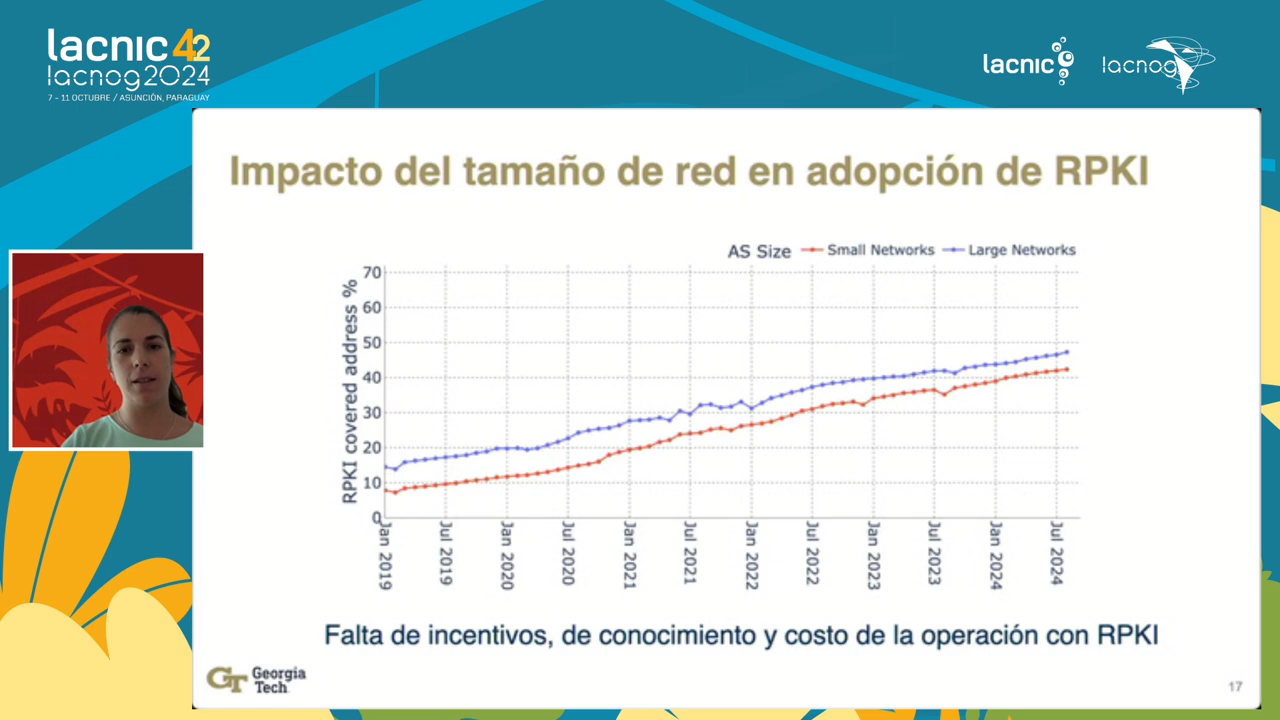 lacnic 42
lacnog2024
7 - 11 OCTUBRE / ASUNCIÓN, PARAGUAY
lacnic
lacnog
Impacto del tamaño de red en adopción de RPKI
AS Size Small Networks Large Networks
RPKI covered address %
70
60
50
40
30
20
10
0
Jan 2019
Jul 2019
Jan 2020
Jul 2020
Jan 2021
Jul 2021
Jan 2022
Jul 2022
Jan 2023
Jul 2023
Jan 2024
Jul 2024
Falta de incentivos, de conocimiento y costo de la operación con RPKI
GT Georgia
Tech
17